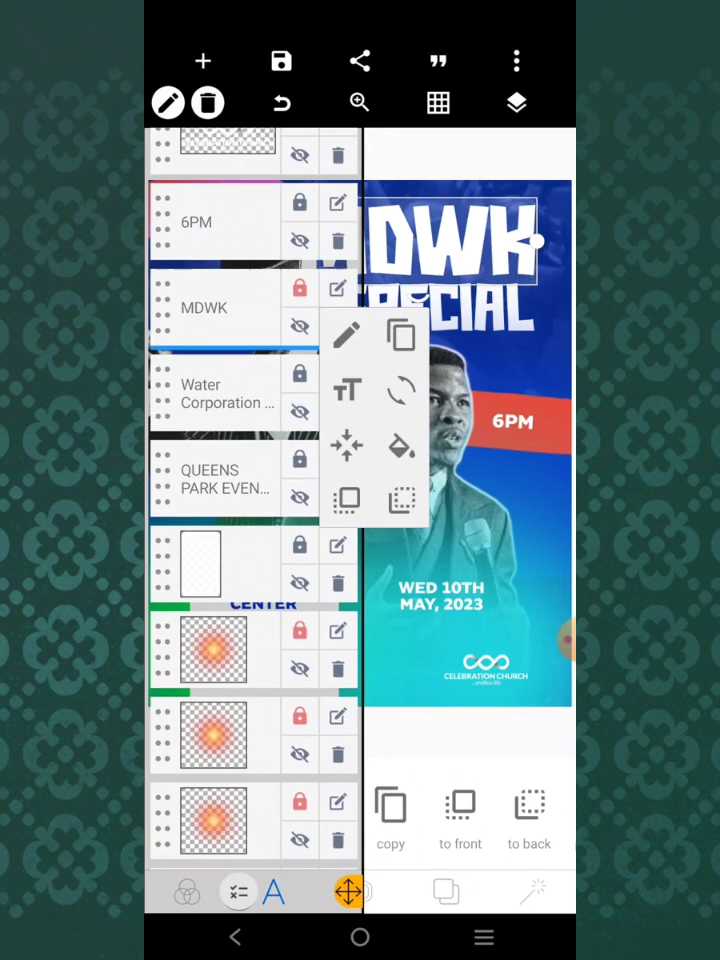 6PM
MDWK
Water
Corporation ...
QUEENS
PARK EVEN...
CENTER
DWK
6PM
WED 10TH
MAY, 2023
CELEBRATION CHURCH
copy
to front
to back